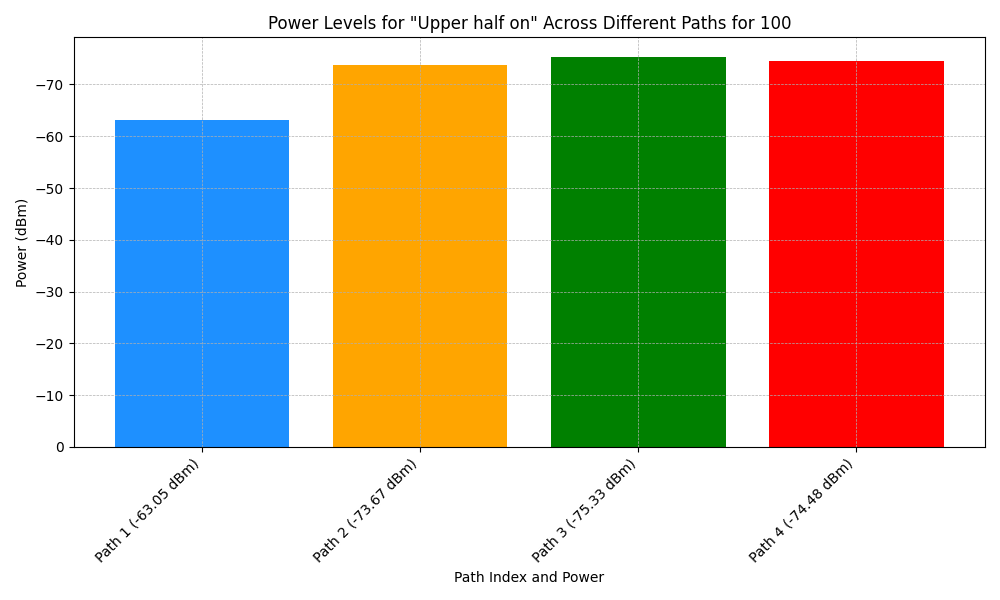 Power Levels for "Upper half on" Across Different Paths for 100
Power (dBm)
−70
−60
−50
−40
−30
−20
−10
0
Path 1 (-63.05 dBm)
Path 2 (-73.67 dBm)
Path 3 (-75.33 dBm)
Path 4 (-74.48 dBm)
Path Index and Power